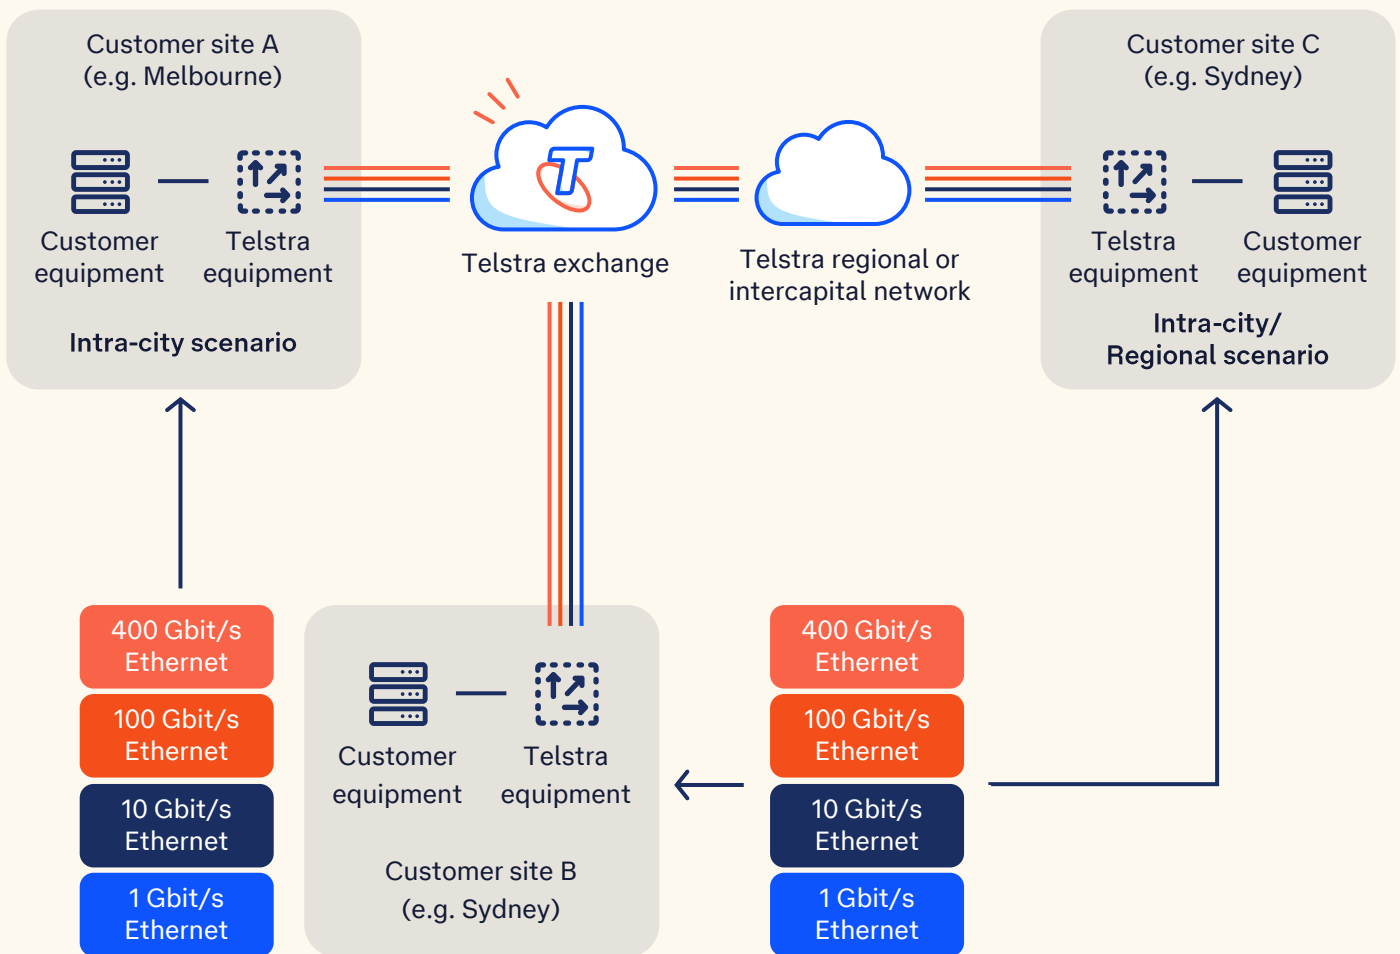 Customer site A
(e.g. Melbourne)
Customer
equipment
Telstra
equipment
Intra-city scenario
T
Telstra exchange
Telstra regional or
intercapital network
Customer site C
(e.g. Sydney)
Telstra
equipment
Customer
equipment
Intra-city/
Regional scenario
400 Gbit/s
Ethernet
100 Gbit/s
Ethernet
10 Gbit/s
Ethernet
1 Gbit/s
Ethernet
Customer
equipment
Telstra
equipment
Customer site B
(e.g. Sydney)
400 Gbit/s
Ethernet
100 Gbit/s
Ethernet
10 Gbit/s
Ethernet
1 Gbit/s
Ethernet